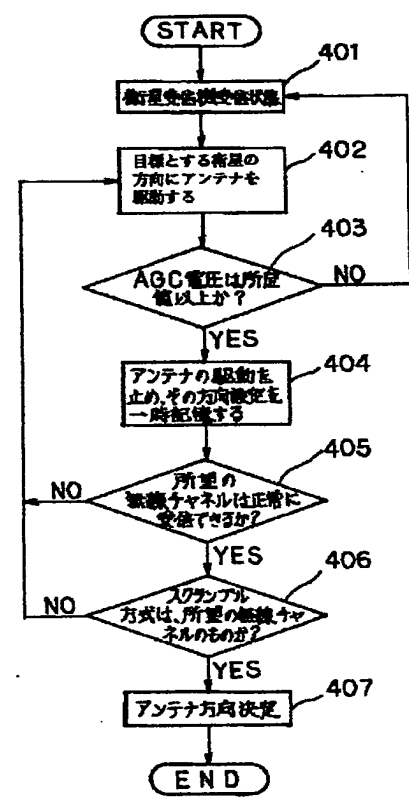 START
401
衛星受信機受信状態
402
目標とする衛星の
方向にアンテナを
駆動する
403
AGC電圧は所定
値以上か?
NO
YES
404
アンテナの駆動を
止め、その方向設定を
一時記憶する
405
所望の
無線チャネルは正常に
受信できるか?
NO
YES
406
スクランブル
方式は、所望の無線チャ
ネルのものか?
NO
YES
407
アンテナ方向決定
END